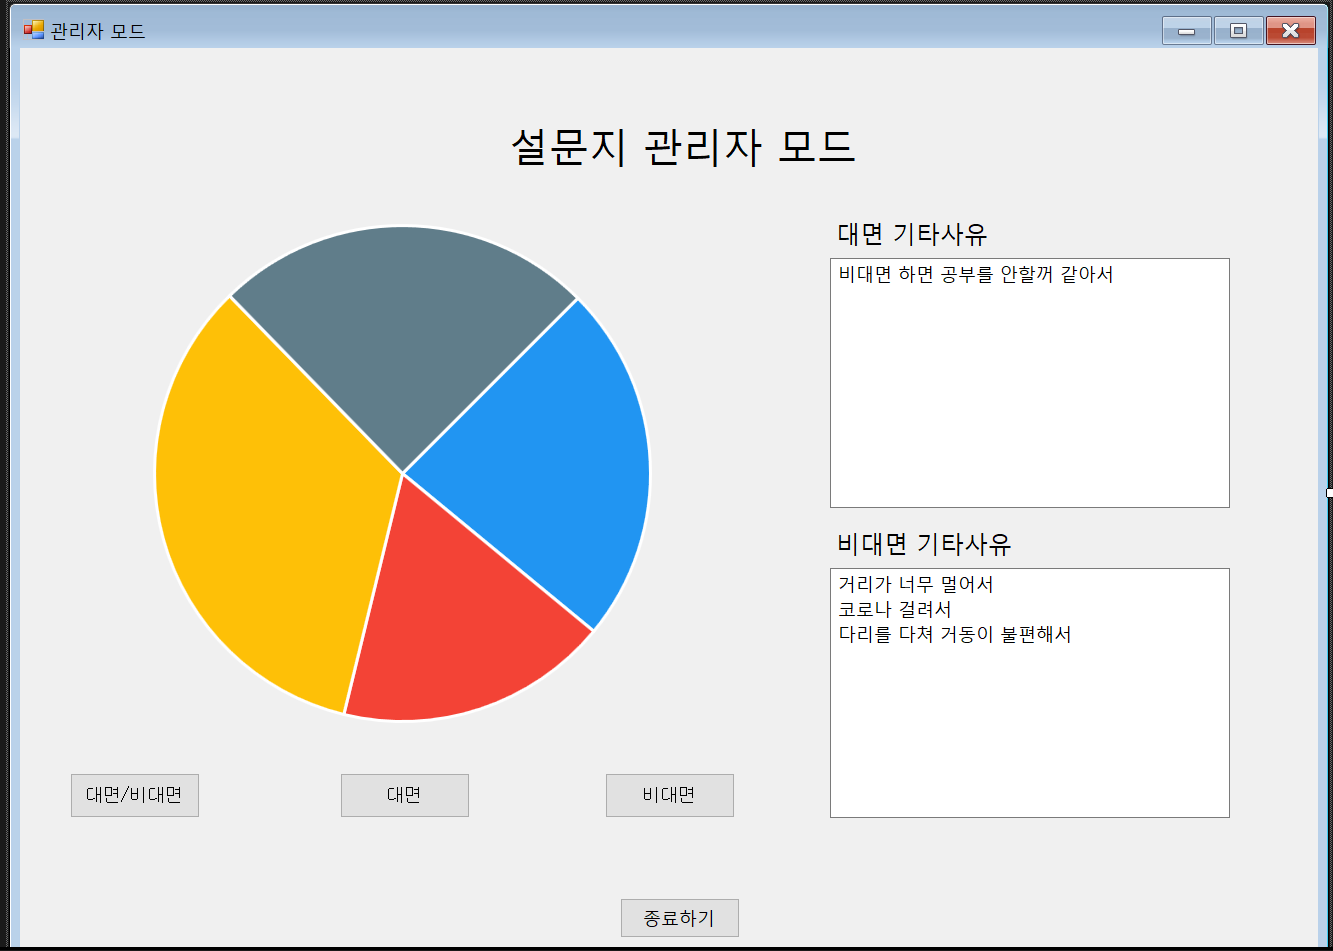 관리자 모드
설문지 관리자 모드
대면 기타사유
비대면 하면 공부를 안할꺼 같아서
비대면 기타사유
거리가 너무 멀어서
코로나 걸려서
다리를 다쳐 거동이 불편해서
대면/비대면
대면
비대면
종료하기